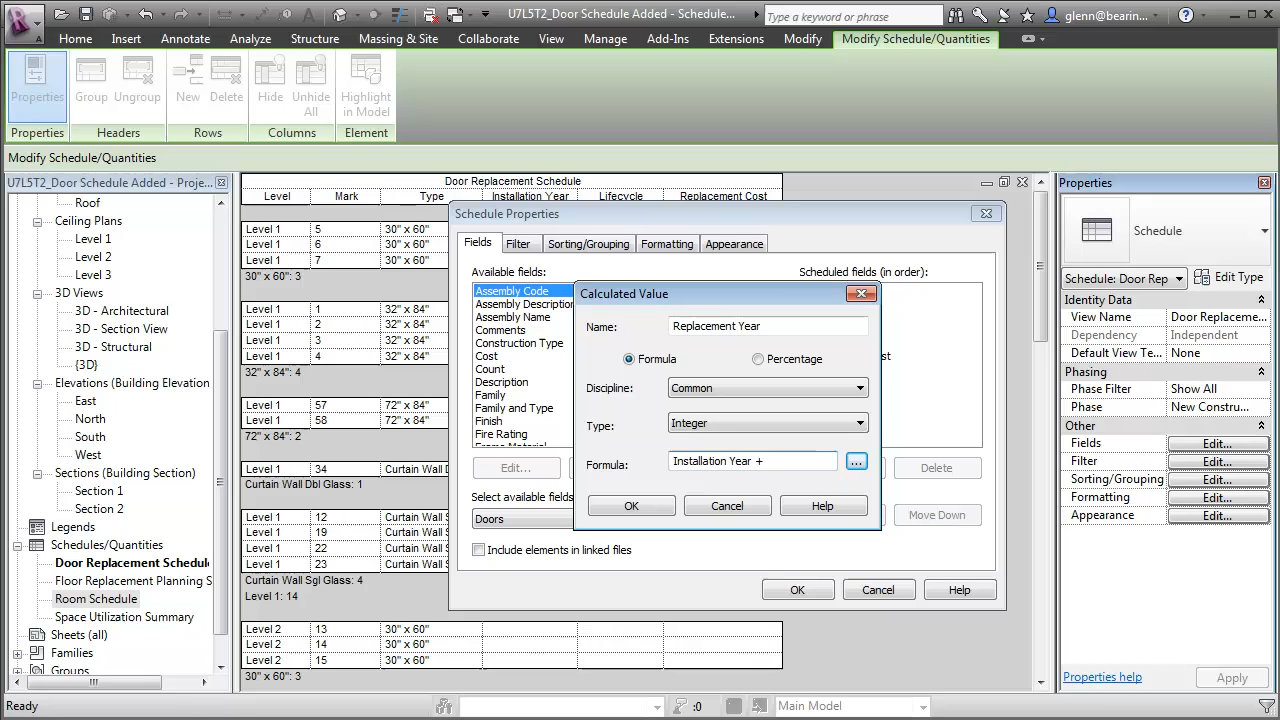 U7L5T2_Door Schedule Added - Schedule...
Type a keyword or phrase
glenn@bearin...
Home Insert Annotate Analyze Structure Massing & Site Collaborate View Manage Add-Ins Extensions Modify Modify Schedule/Quantities
Properties Group Ungroup New Delete Hide Unhide All Highlight in Model
Properties Headers Rows Columns Element
Modify Schedule/Quantities
U7L5T2_Door Schedule Added - Proje...
Roof
Ceiling Plans
Level 1
Level 2
Level 3
3D Views
3D - Architectural
3D - Section View
3D - Structural
{3D}
Elevations (Building Elevation
East
North
South
West
Sections (Building Section)
Section 1
Section 2
Legends
Schedules/Quantities
Door Replacement Schedule
Floor Replacement Planning S
Room Schedule
Space Utilization Summary
Sheets (all)
Families
Groups
Door Replacement Schedule
Level Mark Type Installation Year Lifecycle Replacement Cost
Level 1 5 30" x 60"
Level 1 6 30" x 60"
Level 1 7 30" x 60"
30" x 60": 3
Level 1 1 32" x 84"
Level 1 2 32" x 84"
Level 1 3 32" x 84"
Level 1 4 32" x 84"
32" x 84": 4
Level 1 57 72" x 84"
Level 1 58 72" x 84"
72" x 84": 2
Level 1 34 Curtain Wall D
Curtain Wall Dbl Glass: 1
Level 1 12 Curtain Wall S
Level 1 19 Curtain Wall S
Level 1 22 Curtain Wall S
Level 1 23 Curtain Wall S
Curtain Wall Sgl Glass: 4
Level 1: 14
Level 2 13 30" x 60"
Level 2 14 30" x 60"
Level 2 15 30" x 60"
30" x 60": 3
Schedule Properties
Fields Filter Sorting/Grouping Formatting Appearance
Available fields:
Scheduled fields (in order):
Assembly Code
Assembly Description
Assembly Name
Comments
Construction Type
Cost
Count
Description
Family
Family and Type
Finish
Fire Rating
Frame Material
st
Edit...
Delete
Select available fields
Doors
Move Down
Include elements in linked files
OK Cancel Help
Calculated Value
Name: Replacement Year
Formula Percentage
Discipline: Common
Type: Integer
Formula: Installation Year + ...
OK Cancel Help
Properties
Schedule
Schedule: Door Rep Edit Type
Identity Data
View Name Door Replaceme...
Dependency Independent
Default View Te... None
Phasing
Phase Filter Show All
Phase New Constru...
Other
Fields Edit...
Filter Edit...
Sorting/Grouping Edit...
Formatting Edit...
Appearance Edit...
Properties help Apply
Ready :0 Main Model